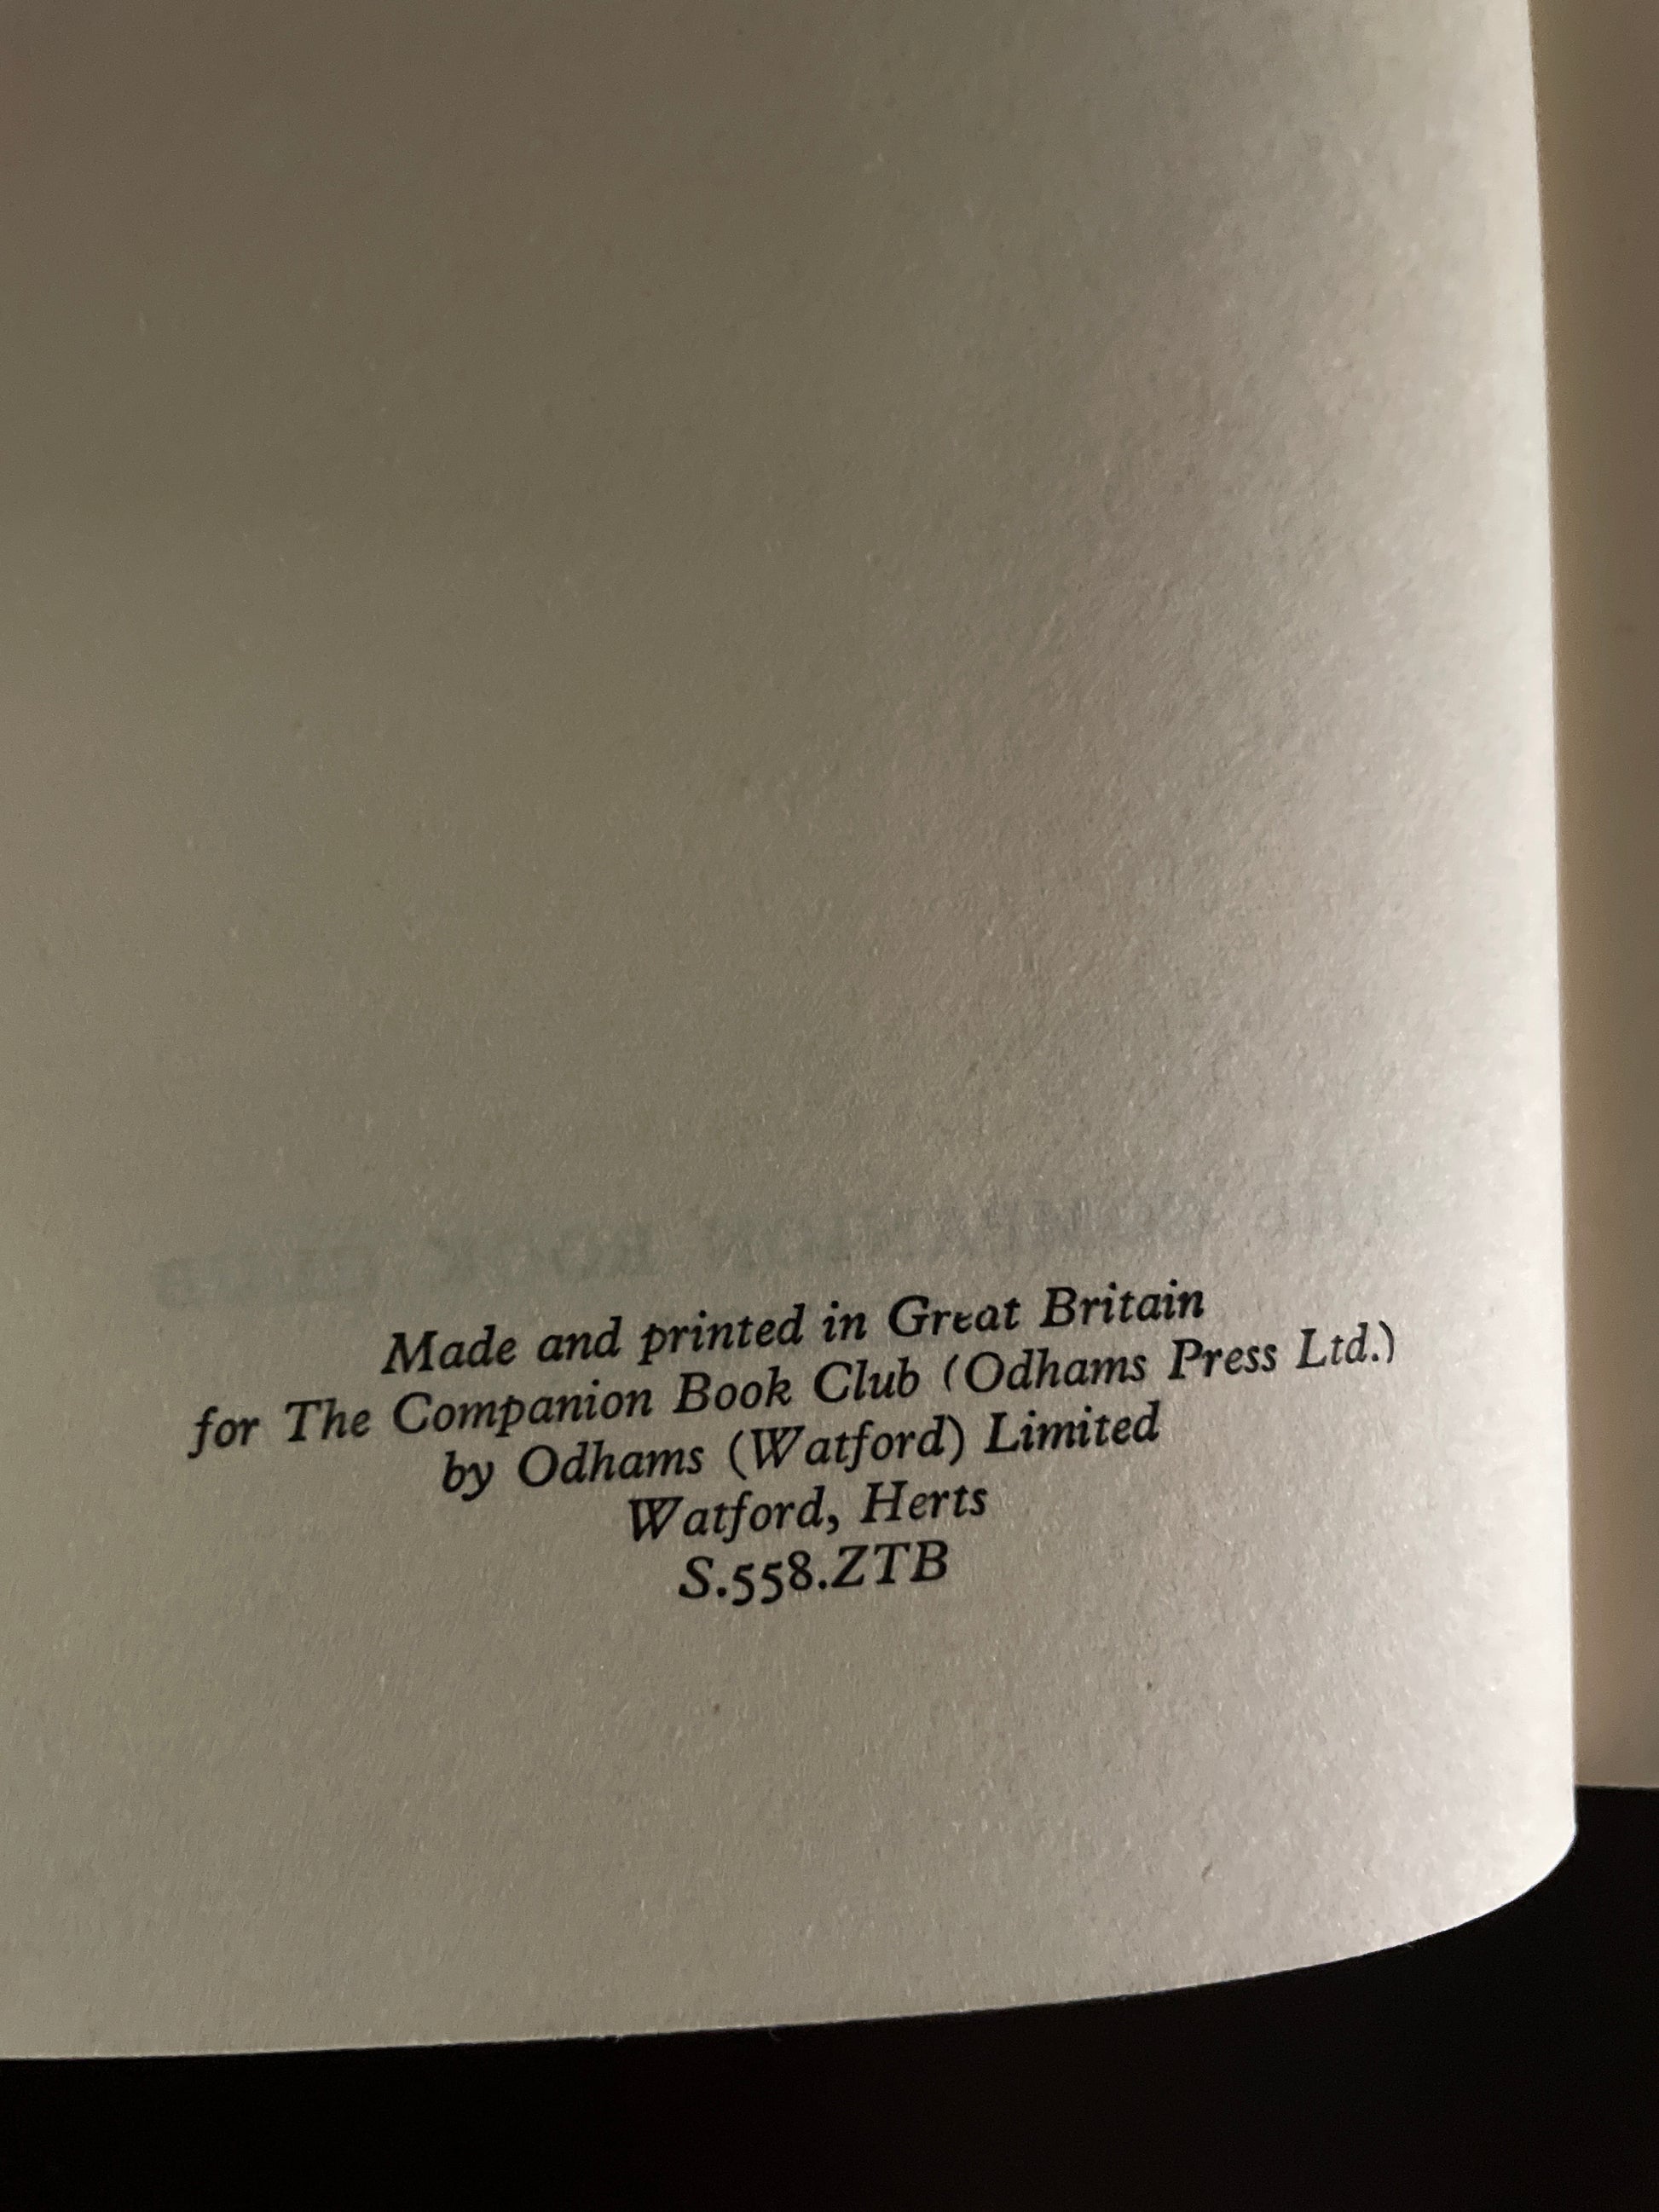 Made and printed in Great Britain
for The Companion Book Club (Odhams Press Ltd.)
by Odhams (Watford) Limited
Watford, Herts
S.558.ZTB